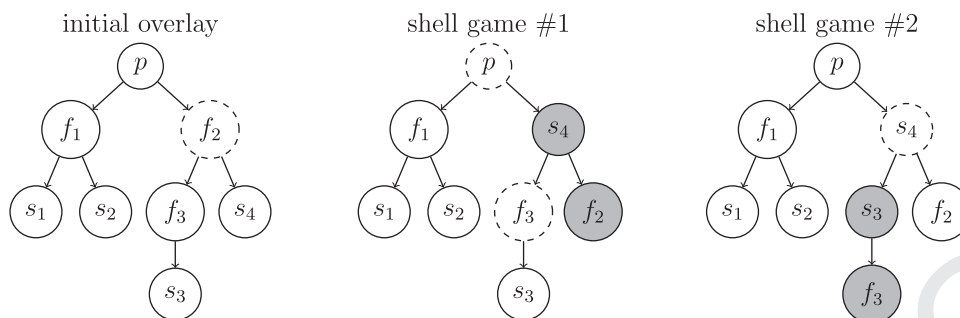 initial overlay
shell game #1
shell game #2
p
f₁
f₂
s₁
s₂
f₃
s₄
s₃
p
f₁
s₄
s₁
s₂
f₃
f₂
s₃
p
f₁
s₄
s₁
s₂
s₃
f₂
f₃